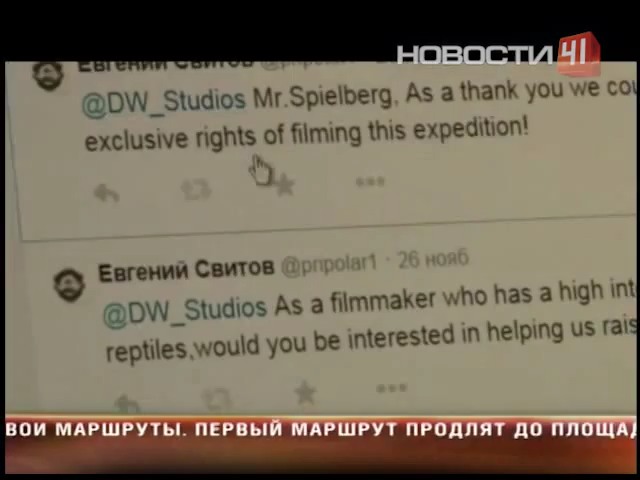 НОВОСТИ 41
Евгений Свитов
@DW_Studios Mr.Spielberg, As a thank you we cou
exclusive rights of filming this expedition!
Евгений Свитов @pripolar1 · 26 нояб
@DW_Studios As a filmmaker who has a high int
reptiles,would you be interested in helping us rais
ВОИ МАРШРУТЫ. ПЕРВЫЙ МАРШРУТ ПРОДЛЯТ ДО ПЛОЩАД